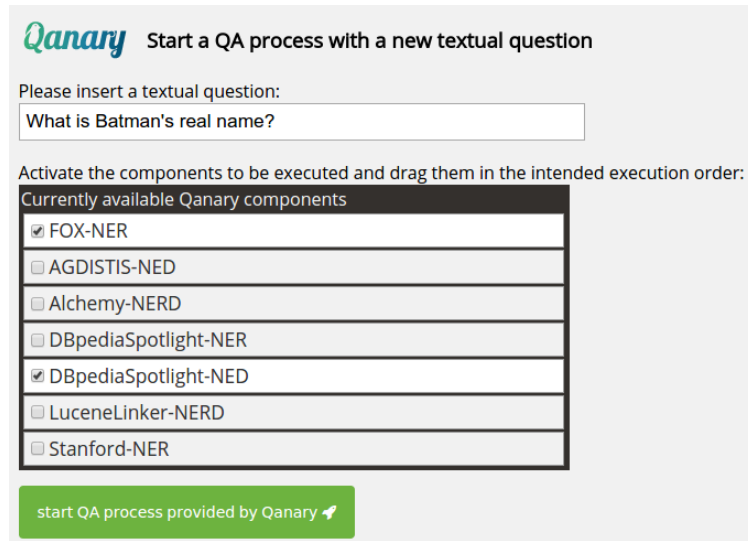 Qanary Start a QA process with a new textual question
Please insert a textual question:
What is Batman's real name?
Activate the components to be executed and drag them in the intended execution order:
Currently available Qanary components
FOX-NER
AGDISTIS-NED
Alchemy-NERD
DBpediaSpotlight-NER
DBpediaSpotlight-NED
LuceneLinker-NERD
Stanford-NER
start QA process provided by Qanary